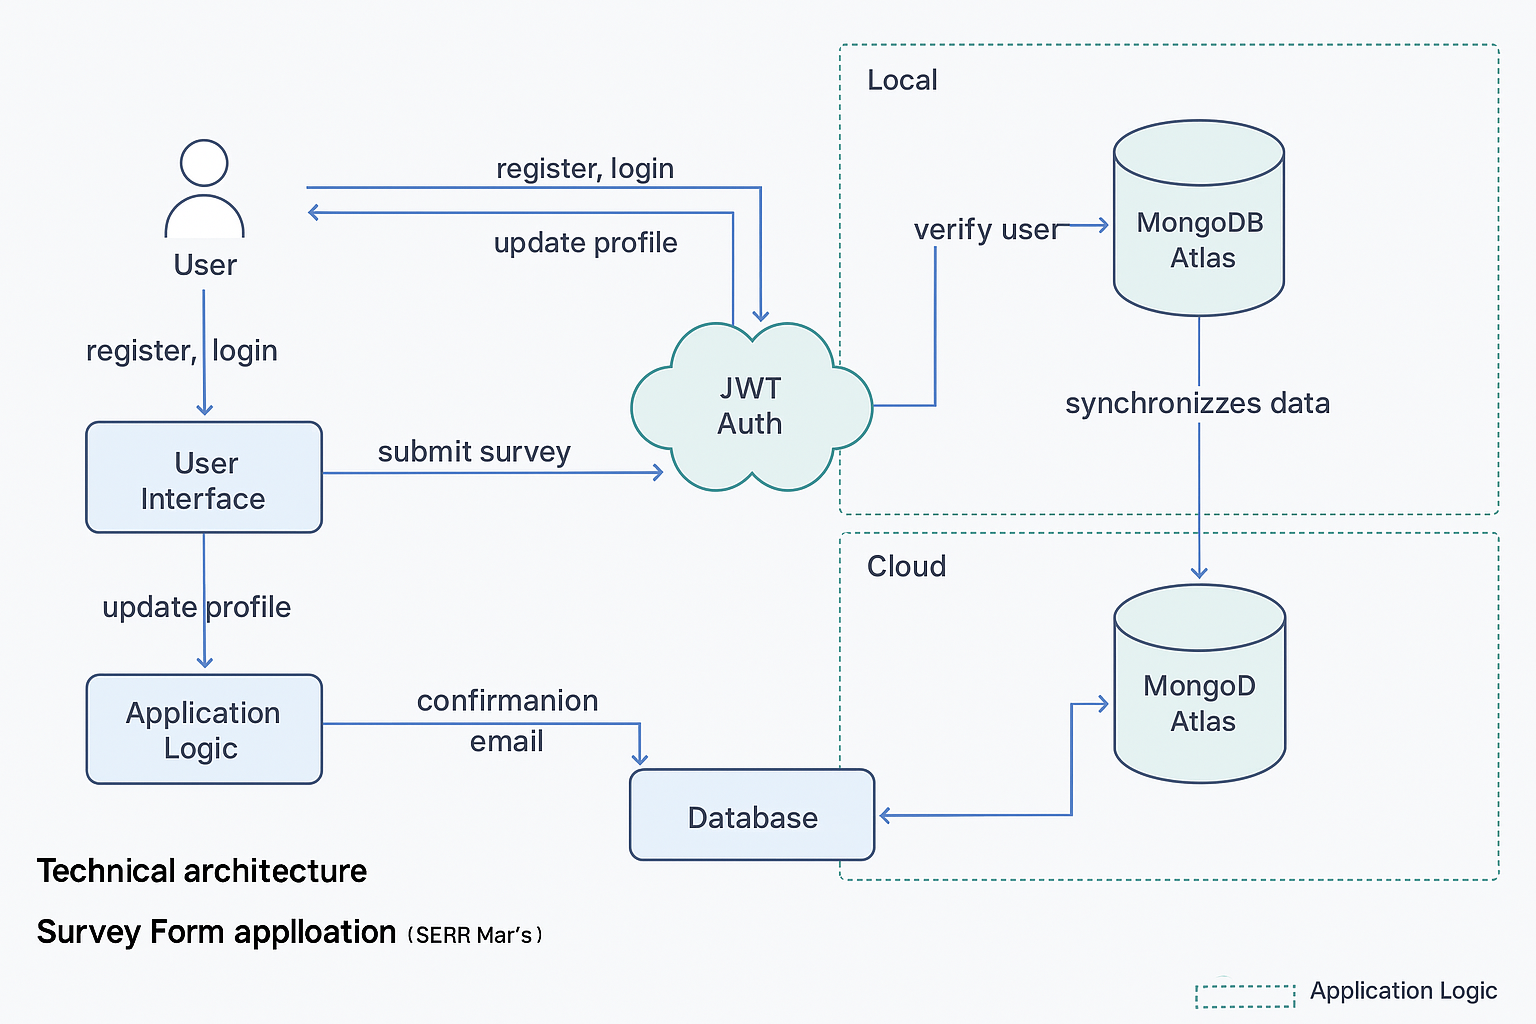 Local
register, login
update profile
verify user
MongoDB
Atlas
User
register, login
JWT
Auth
synchronizzes data
submit survey
User
Interface
Cloud
update profile
MongoD
Atlas
confirmanion
email
Application
Logic
Database
Technical architecture
Survey Form applloation (SERR Mar's)
Application Logic